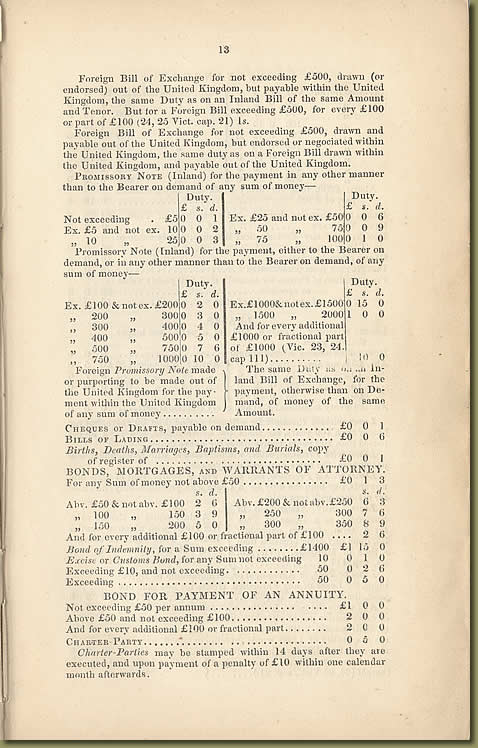 13
Foreign Bill of Exchange for not exceeding £500, drawn (or
endorsed) out of the United Kingdom, but payable within the United
Kingdom, the same Duty as on an Inland Bill of the same Amount
and Tenor. But for a Foreign Bill exceeding £500, for every £100
or part of £100 (24, 25 Vict. cap. 21) 1s.
Foreign Bill of Exchange for not exceeding £500, drawn and
payable out of the United Kingdom, but endorsed or negociated within
the United Kingdom, the same duty as on a Foreign Bill drawn within
the United Kingdom, and payable out of the United Kingdom.
PROMISSORY NOTE (Inland) for the payment in any other manner
than to the Bearer on demand of any sum of money—
Duty. Duty.
£ s. d. £ s. d.
Not exceeding . £5 0 0 1 Ex. £25 and not ex. £50 0 0 6
Ex. £5 and not ex. 10 0 0 2 „ 50 „ 75 0 0 9
„ 10 „ 25 0 0 3 „ 75 „ 100 0 1 0
Promissory Note (Inland) for the payment, either to the Bearer on
demand, or in any other manner than to the Bearer on demand, of any
sum of money—
Duty. Duty.
£ s. d. £ s. d.
Ex. £100 & not ex. £200 0 2 0 Ex. £1000 & not ex. £1500 0 15 0
„ 200 „ 300 0 3 0 „ 1500 „ 2000 1 0 0
„ 300 „ 400 0 4 0 And for every additional
„ 400 „ 500 0 5 0 £1000 or fractional part
„ 500 „ 750 0 7 6 of £1000 (Vic. 23, 24.
„ 750 „ 1000 0 10 0 cap 111).......... 10 0
Foreign Promissory Note made The same Duty as In-
or purporting to be made out of land Bill of Exchange, for the
the United Kingdom for the pay- payment, otherwise than on De-
ment within the United Kingdom mand, of money of the same
of any sum of money.......... Amount.
CHEQUES OR DRAFTS, payable on demand............. £0 0 1
BILLS OF LADING.................................. £0 0 6
Births, Deaths, Marriages, Baptisms, and Burials, copy
of register of .................................. £0 0 1
BONDS, MORTGAGES, AND WARRANTS OF ATTORNEY.
For any Sum of money not above £50 ................ £0 1 3
s. d. s. d.
Abv. £50 & not abv. £100 2 6 Abv. £200 & not abv. £250 6 3
„ 100 „ 150 3 9 „ 250 „ 300 7 6
„ 150 „ 200 5 0 „ 300 „ 350 8 9
And for every additional £100 or fractional part of £100 .... 2 6
Bond of Indemnity, for a Sum exceeding ........£1400 £1 15 0
Excise or Customs Bond, for any Sum not exceeding 10 0 1 0
Exceeding £10, and not exceeding.............. 50 0 2 6
Exceeding .................................. 50 0 5 0
BOND FOR PAYMENT OF AN ANNUITY.
Not exceeding £50 per annum .................... £1 0 0
Above £50 and not exceeding £100................. 2 0 0
And for every additional £100 or fractional part........ 2 0 0
CHARTER-PARTY.................................. 0 5 0
Charter-Parties may be stamped within 14 days after they are
executed, and upon payment of a penalty of £10 within one calendar
month afterwards.